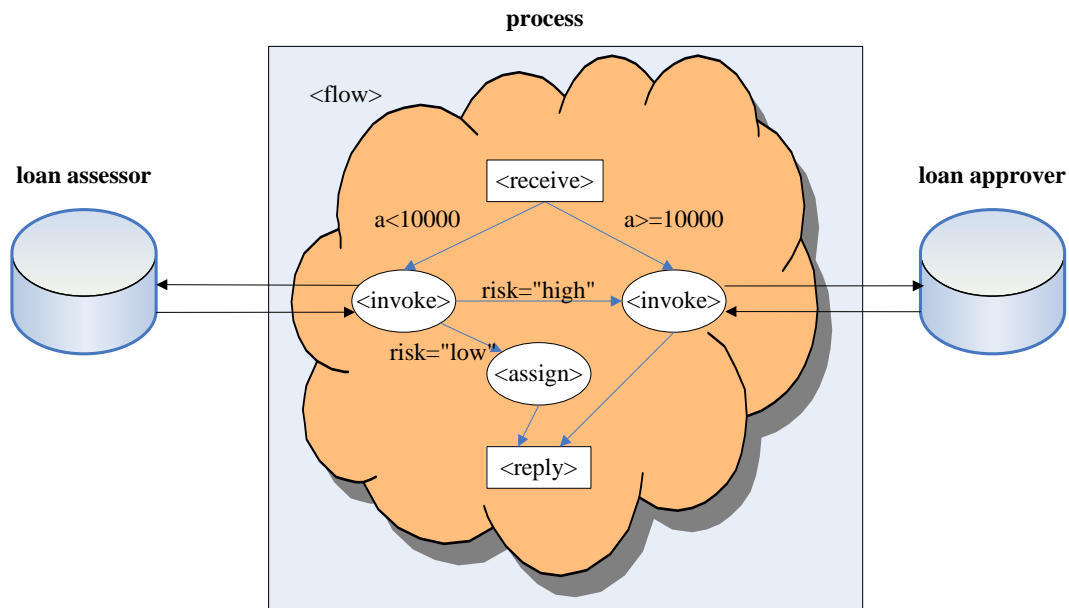 process
<flow>
loan assessor
<receive>
loan approver
a<10000
a>=10000
<invoke>
risk="high"
<invoke>
risk="low"
<assign>
<reply>